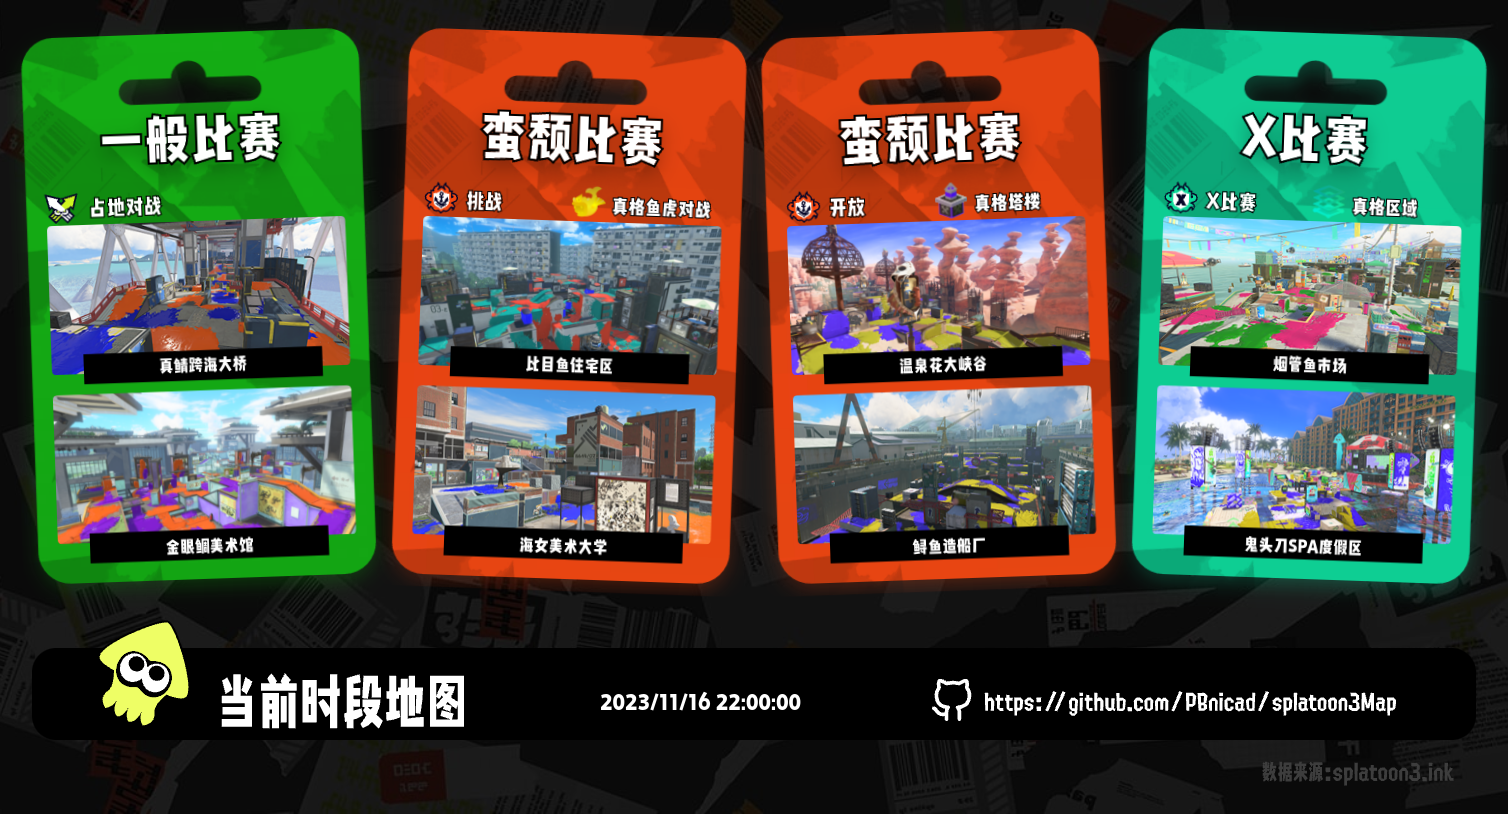 一般比赛
占地对战
真鲭跨海大桥
金眼鲷美术馆
蛮颓比赛
挑战
真格鱼虎对战
比目鱼住宅区
海女美术大学
蛮颓比赛
开放
真格塔楼
温泉花大峡谷
鲟鱼造船厂
X比赛
X比赛
真格区域
烟管鱼市场
鬼头刀SPA度假区
当前时段地图
2023/11/16 22:00:00
https://github.com/PBnicad/splatoon3Map
数据来源:splatoon3.ink